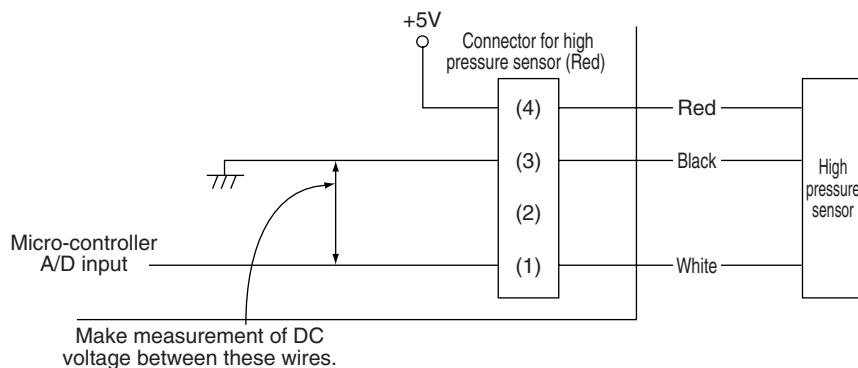 +5V
Connector for high
pressure sensor (Red)
(4)
Red
(3)
Black
(2)
High
pressure
sensor
Micro-controller
A/D input
(1)
White
Make measurement of DC
voltage between these wires.